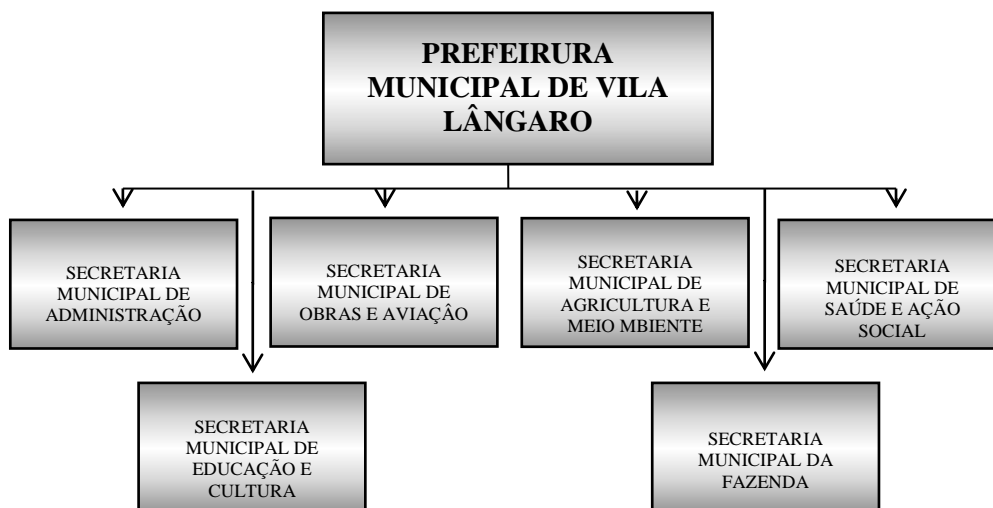 PREFEIRURA
MUNICIPAL DE VILA
LÂNGARO
SECRETARIA
MUNICIPAL DE
ADMINISTRAÇÃO
SECRETARIA
MUNICIPAL DE
OBRAS E AVIAÇÂO
SECRETARIA
MUNICIPAL DE
AGRICULTURA E
MEIO MBIENTE
SECRETARIA
MUNICIPAL DE
SAÚDE E AÇÃO
SOCIAL
SECRETARIA
MUNICIPAL DE
EDUCAÇÃO E
CULTURA
SECRETARIA
MUNICIPAL DA
FAZENDA